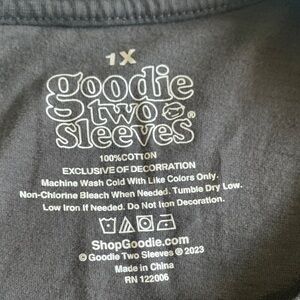 1X
goodie
two
sleeves®
100%COTTON
EXCLUSIVE OF DECORRATION
Machine Wash Cold With Like Colors Only.
Non-Chlorine Bleach When Needed. Tumble Dry Low.
Low Iron If Needed. Do Not Iron Decoration.
ShopGoodie.com
© Goodie Two Sleeves ® 2023
Made in China
RN 122006